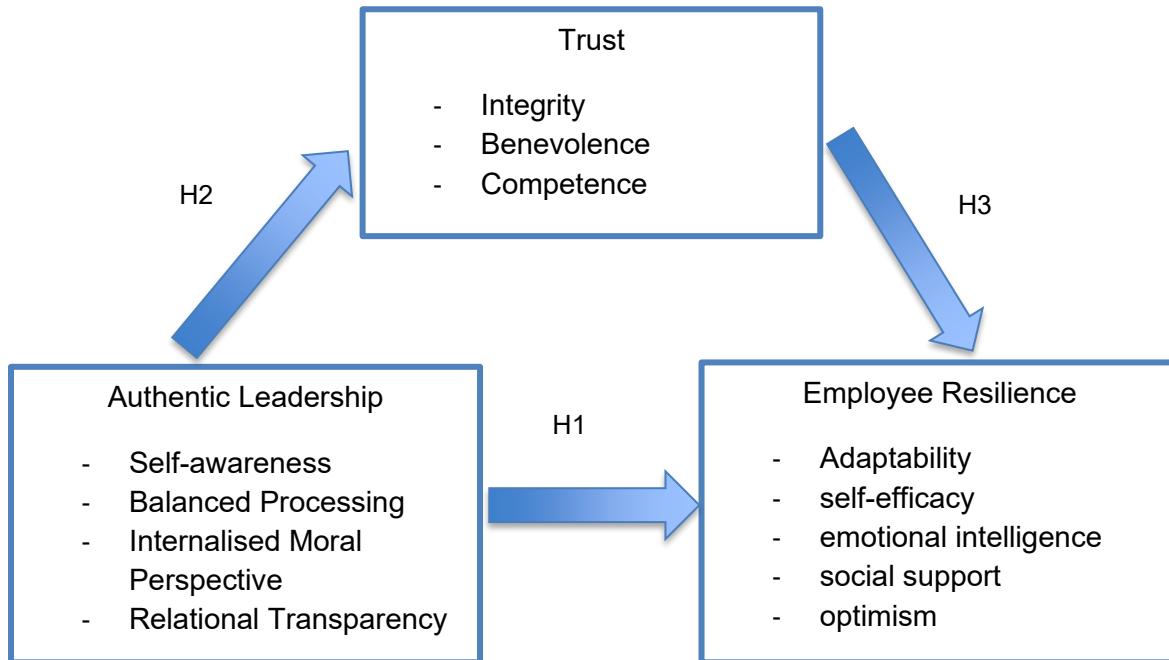 Trust
- Integrity
- Benevolence
- Competence
H2
H3
Authentic Leadership
- Self-awareness
- Balanced Processing
- Internalised Moral
Perspective
- Relational Transparency
H1
Employee Resilience
- Adaptability
- self-efficacy
- emotional intelligence
- social support
- optimism